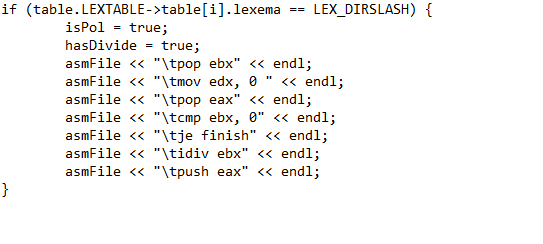 if (table.LEXTABLE->table[i].lexema == LEX_DIRSLASH) {
        isPol = true;
        hasDivide = true;
        asmFile << "\tpop ebx" << endl;
        asmFile << "\tmov edx, 0 " << endl;
        asmFile << "\tpop eax" << endl;
        asmFile << "\tcmp ebx, 0" << endl;
        asmFile << "\tje finish" << endl;
        asmFile << "\tidiv ebx" << endl;
        asmFile << "\tpush eax" << endl;
}